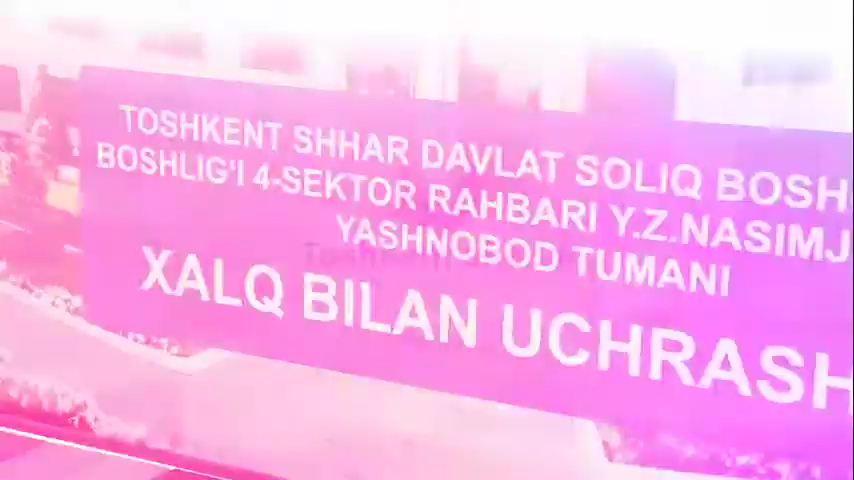 TOSHKENT SHHAR DAVLAT SOLIQ BOSH
BOSHLIG'I 4-SEKTOR RAHBARI Y.Z.NASIMJ
YASHNOBOD TUMANI
XALQ BILAN UCHRASH